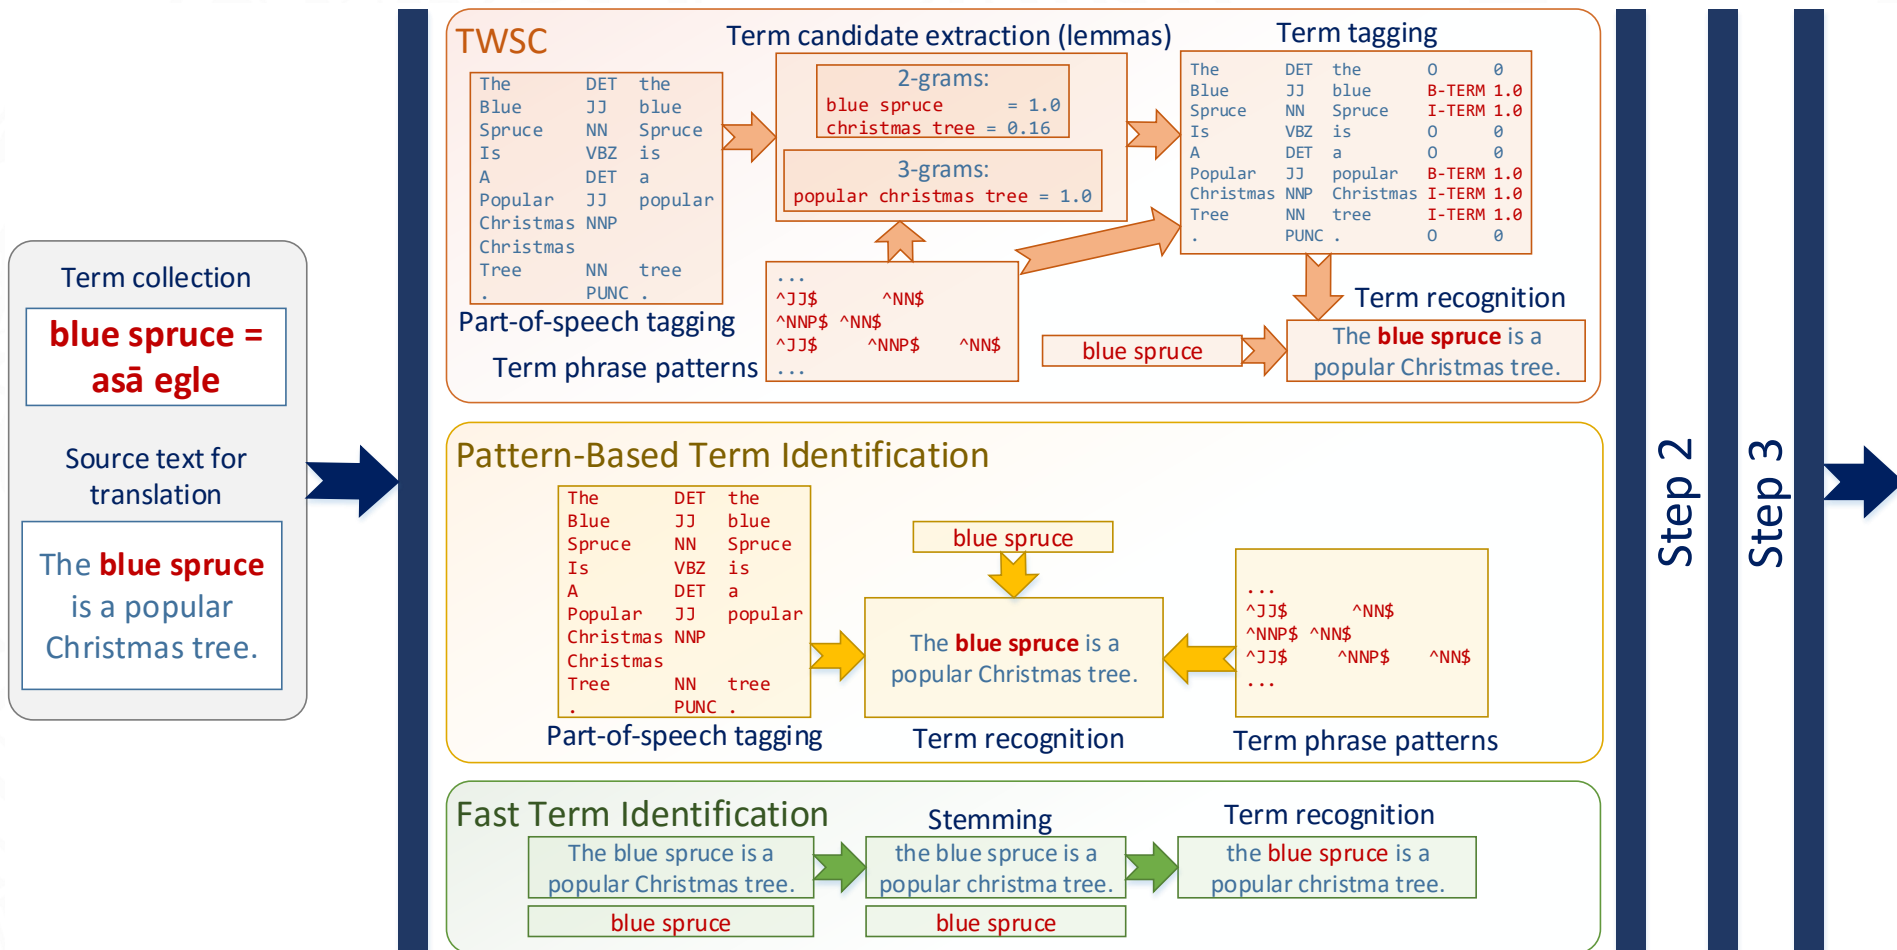 Term collection
blue spruce =
asā egle
Source text for
translation
The blue spruce
is a popular
Christmas tree.
TWSC
The DET the
Blue JJ blue
Spruce NN Spruce
Is VBZ is
A DET a
Popular JJ popular
Christmas NNP
Christmas
Tree NN tree
. PUNC .
Part-of-speech tagging
Term candidate extraction (lemmas)
2-grams:
blue spruce = 1.0
christmas tree = 0.16
3-grams:
popular christmas tree = 1.0
Term phrase patterns
...
^JJ$ ^NN$
^NNP$ ^NN$
^JJ$ ^NNP$ ^NN$
...
Term tagging
The DET the O 0
Blue JJ blue B-TERM 1.0
Spruce NN Spruce I-TERM 1.0
Is VBZ is O 0
A DET a O 0
Popular JJ popular B-TERM 1.0
Christmas NNP Christmas I-TERM 1.0
Tree NN tree I-TERM 1.0
. PUNC . O 0
Term recognition
blue spruce
The blue spruce is a
popular Christmas tree.
Pattern-Based Term Identification
The DET the
Blue JJ blue
Spruce NN Spruce
Is VBZ is
A DET a
Popular JJ popular
Christmas NNP
Christmas
Tree NN tree
. PUNC .
Part-of-speech tagging
blue spruce
The blue spruce is a
popular Christmas tree.
Term recognition
...
^JJ$ ^NN$
^NNP$ ^NN$
^JJ$ ^NNP$ ^NN$
...
Term phrase patterns
Fast Term Identification
The blue spruce is a
popular Christmas tree.
blue spruce
Stemming
the blue spruce is a
popular christma tree.
blue spruce
Term recognition
the blue spruce is a
popular christma tree.
Step 2
Step 3